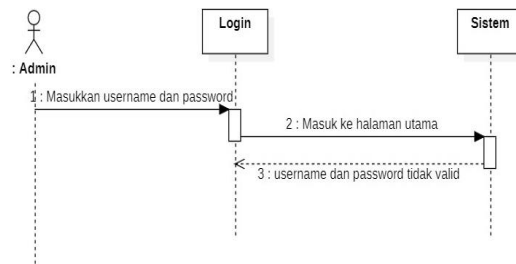 Login
Sistem
: Admin
1 : Masukkan username dan password
2 : Masuk ke halaman utama
3 : username dan password tidak valid